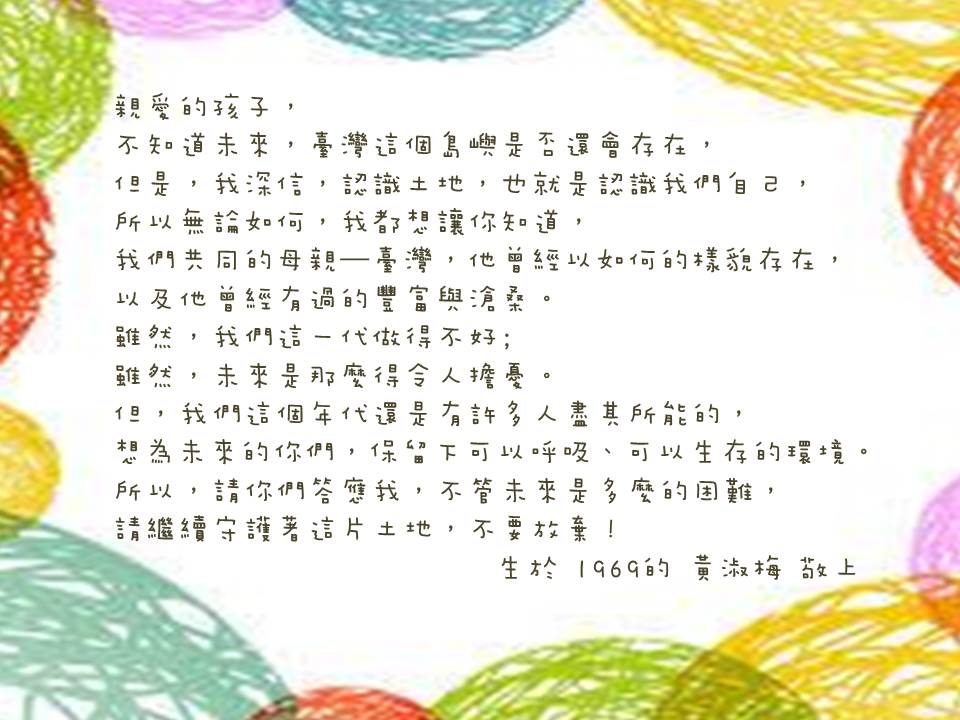 親愛的孩子，
不知道未來，臺灣這個島嶼是否還會存在，
但是，我深信，認識土地，也就是認識我們自己，
所以無論如何，我都想讓你知道，
我們共同的母親—臺灣，他曾經以如何的樣貌存在，
以及他曾經有過的豐富與滄桑。
雖然，我們這一代做得不好；
雖然，未來是那麼得令人擔憂。
但，我們這個年代還是有許多人盡其所能的，
想為未來的你們，保留下可以呼吸、可以生存的環境。
所以，請你們答應我，不管未來是多麼的困難，
請繼續守護著這片土地，不要放棄！
生於 1969的 黃淑梅 敬上